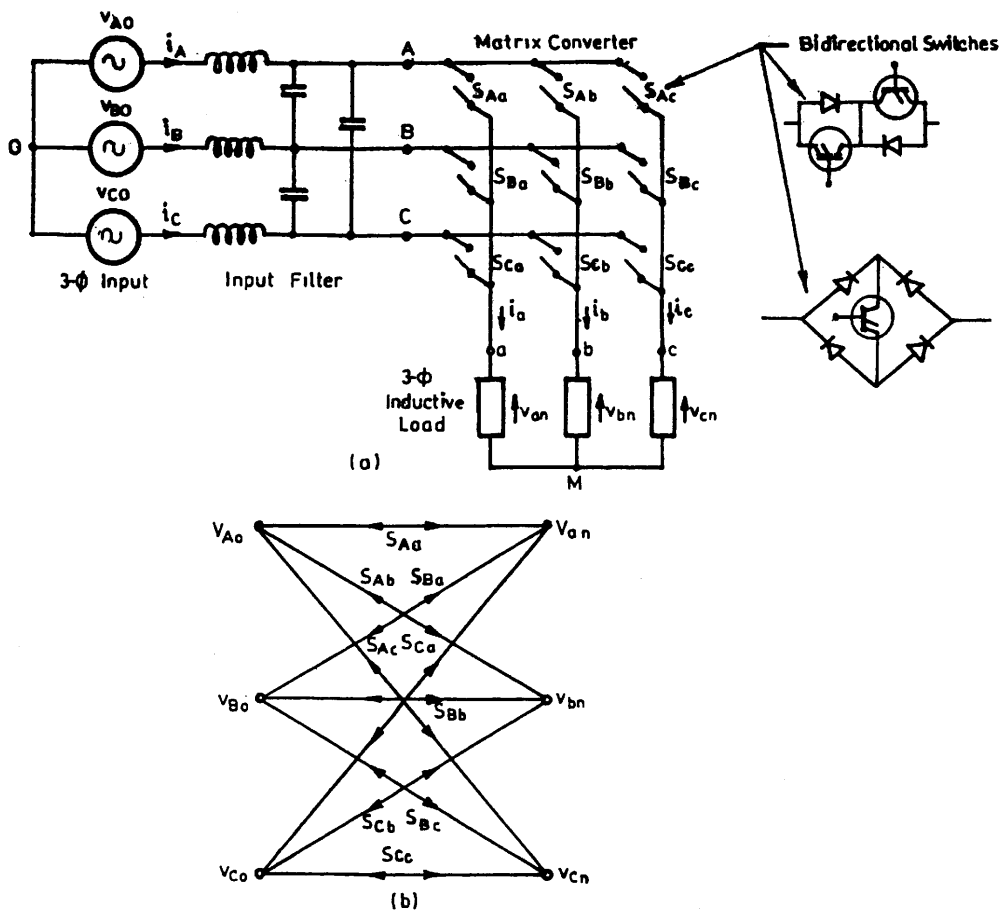 vAO
iA
A
Matrix Converter
Bidirectional Switches
SAa
SAb
SAc
vBO
iB
B
O
SBa
SBb
SBc
vCO
iC
C
SCa
SCb
SCc
3-ϕ Input
Input Filter
ia
ib
ic
a
b
c
3-ϕ
Inductive
Load
van
vbn
vcn
(a)
M
VAo
SAa
Van
SAb
SBa
SAc
SCa
VBo
SBb
vbn
SCb
SBc
VCo
SCc
vCn
(b)